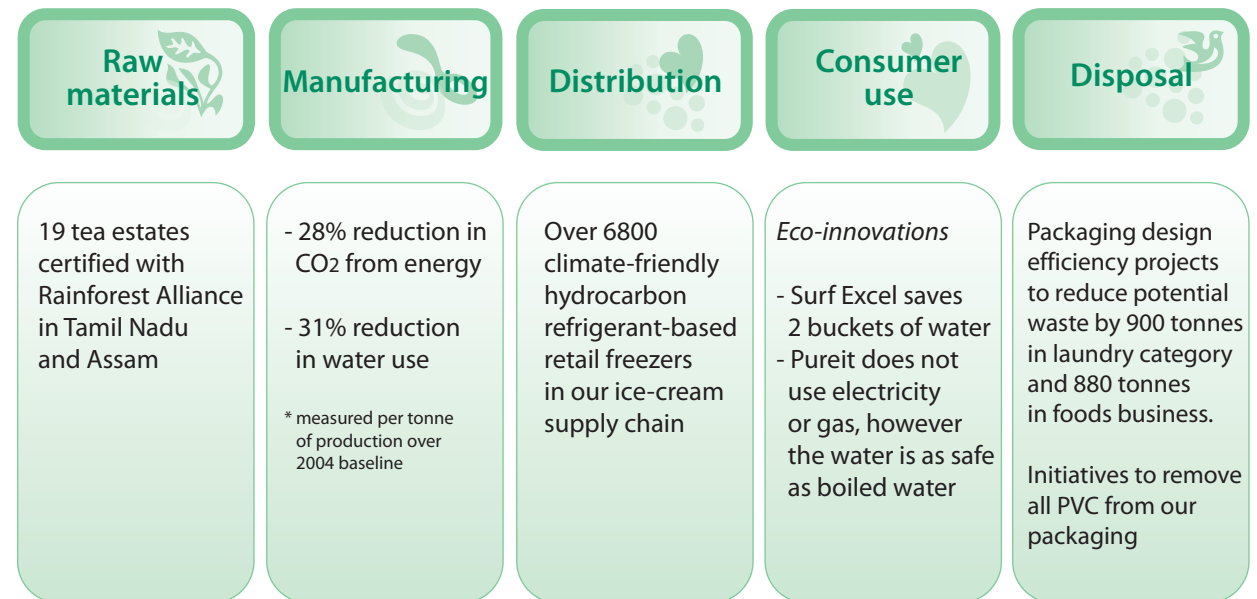 Raw
materials
Manufacturing
Distribution
Consumer
use
Disposal
19 tea estates
certified with
Rainforest Alliance
in Tamil Nadu
and Assam
- 28% reduction in
CO2 from energy
- 31% reduction
in water use
* measured per tonne
of production over
2004 baseline
Over 6800
climate-friendly
hydrocarbon
refrigerant-based
retail freezers
in our ice-cream
supply chain
Eco-innovations
- Surf Excel saves
2 buckets of water
- Pureit does not
use electricity
or gas, however
the water is as safe
as boiled water
Packaging design
efficiency projects
to reduce potential
waste by 900 tonnes
in laundry category
and 880 tonnes
in foods business.
Initiatives to remove
all PVC from our
packaging